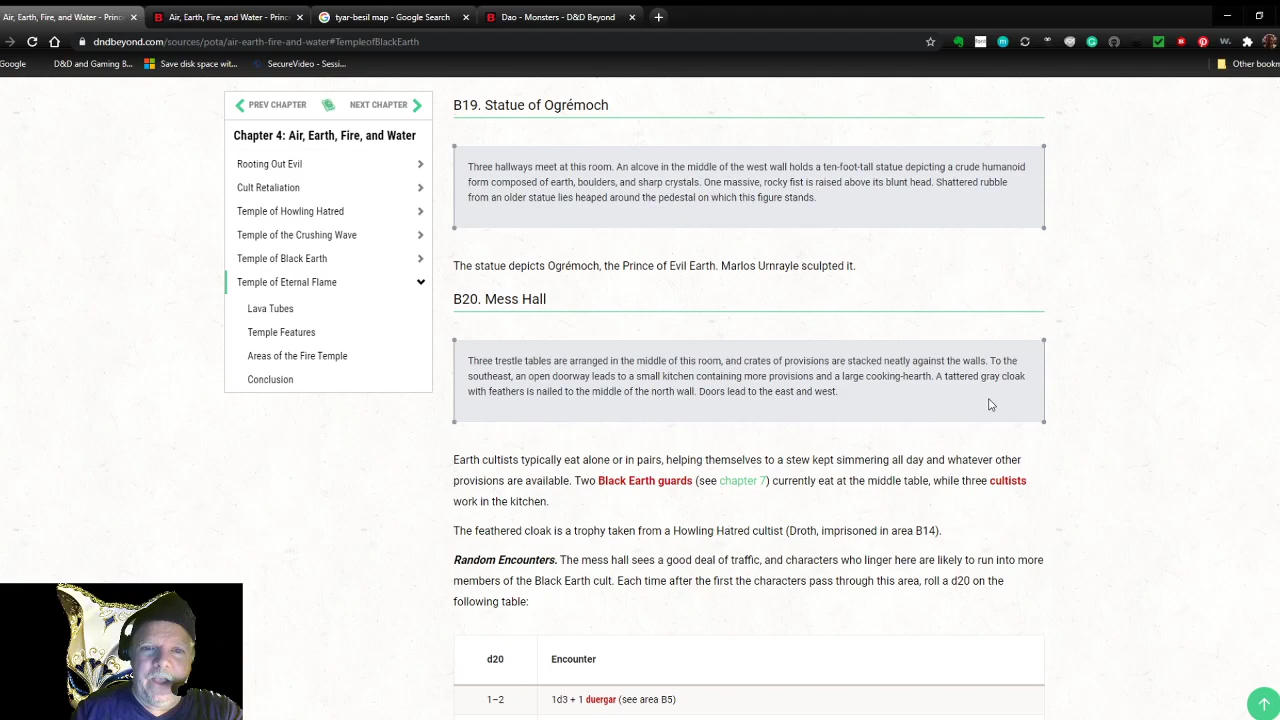 Air, Earth, Fire, and Water - Princ
Air, Earth, Fire, and Water - Princ
tyar-besil map - Google Search
Dao - Monsters - D&D Beyond
dndbeyond.com/sources/pota/air-earth-fire-and-water#TempleofBlackEarth
Google
D&D and Gaming B...
Save disk space wit...
SecureVideo - Sessi...
Other bookm
PREV CHAPTER
NEXT CHAPTER
Chapter 4: Air, Earth, Fire, and Water
Rooting Out Evil
Cult Retaliation
Temple of Howling Hatred
Temple of the Crushing Wave
Temple of Black Earth
Temple of Eternal Flame
Lava Tubes
Temple Features
Areas of the Fire Temple
Conclusion
B19. Statue of Ogrémoch
Three hallways meet at this room. An alcove in the middle of the west wall holds a ten-foot-tall statue depicting a crude humanoid
form composed of earth, boulders, and sharp crystals. One massive, rocky fist is raised above its blunt head. Shattered rubble
from an older statue lies heaped around the pedestal on which this figure stands.
The statue depicts Ogrémoch, the Prince of Evil Earth. Marlos Urnrayle sculpted it.
B20. Mess Hall
Three trestle tables are arranged in the middle of this room, and crates of provisions are stacked neatly against the walls. To the
southeast, an open doorway leads to a small kitchen containing more provisions and a large cooking-hearth. A tattered gray cloak
with feathers is nailed to the middle of the north wall. Doors lead to the east and west.
Earth cultists typically eat alone or in pairs, helping themselves to a stew kept simmering all day and whatever other
provisions are available. Two Black Earth guards (see chapter 7) currently eat at the middle table, while three cultists
work in the kitchen.
The feathered cloak is a trophy taken from a Howling Hatred cultist (Droth, imprisoned in area B14).
Random Encounters. The mess hall sees a good deal of traffic, and characters who linger here are likely to run into more
members of the Black Earth cult. Each time after the first the characters pass through this area, roll a d20 on the
following table:
d20
Encounter
1–2
1d3 + 1 duergar (see area B5)